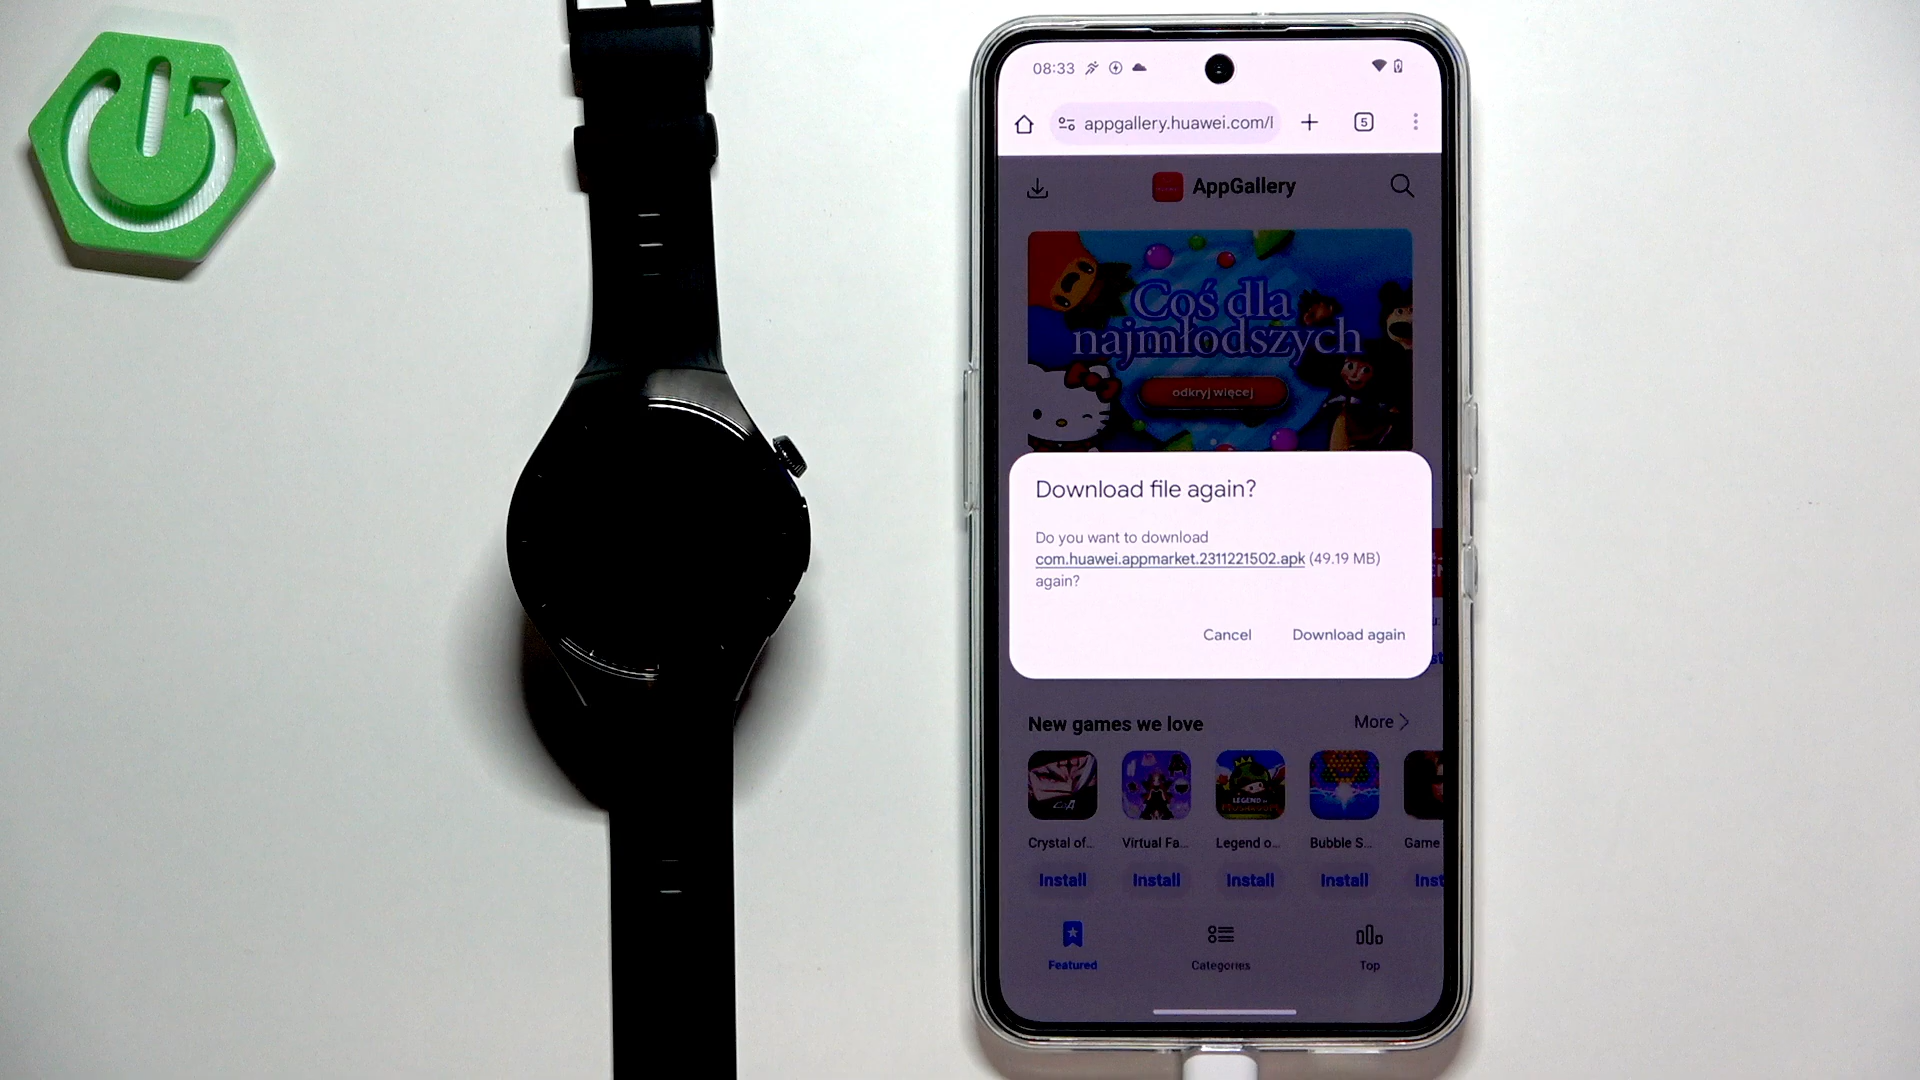 08:33
appgallery.huawei.com/l
5
AppGallery
Coś dla
najmłodszych
odkryj więcej
Download file again?
Do you want to download
com.huawei.appmarket.2311221502.apk (49.19 MB)
again?
Cancel
Download again
New games we love
More
LEGEND
Crystal of...
Virtual Fa...
Legend o...
Bubble S...
Game
Install
Install
Install
Install
Inst
Featured
Categories
Top